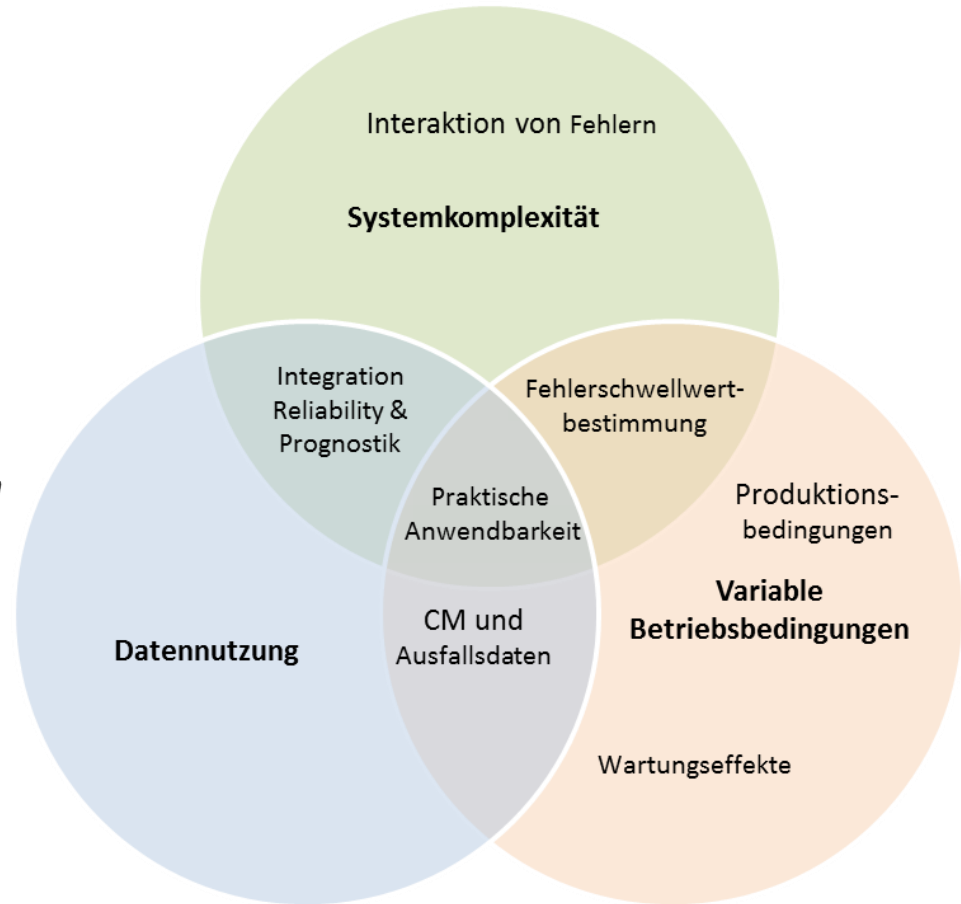 Interaktion von Fehlern
Systemkomplexität
Integration
Reliability &
Prognostik
Fehlerschwellwert-
bestimmung
Praktische
Anwendbarkeit
Produktions-
bedingungen
Variable
Betriebsbedingungen
CM und
Ausfallsdaten
Datennutzung
Wartungseffekte